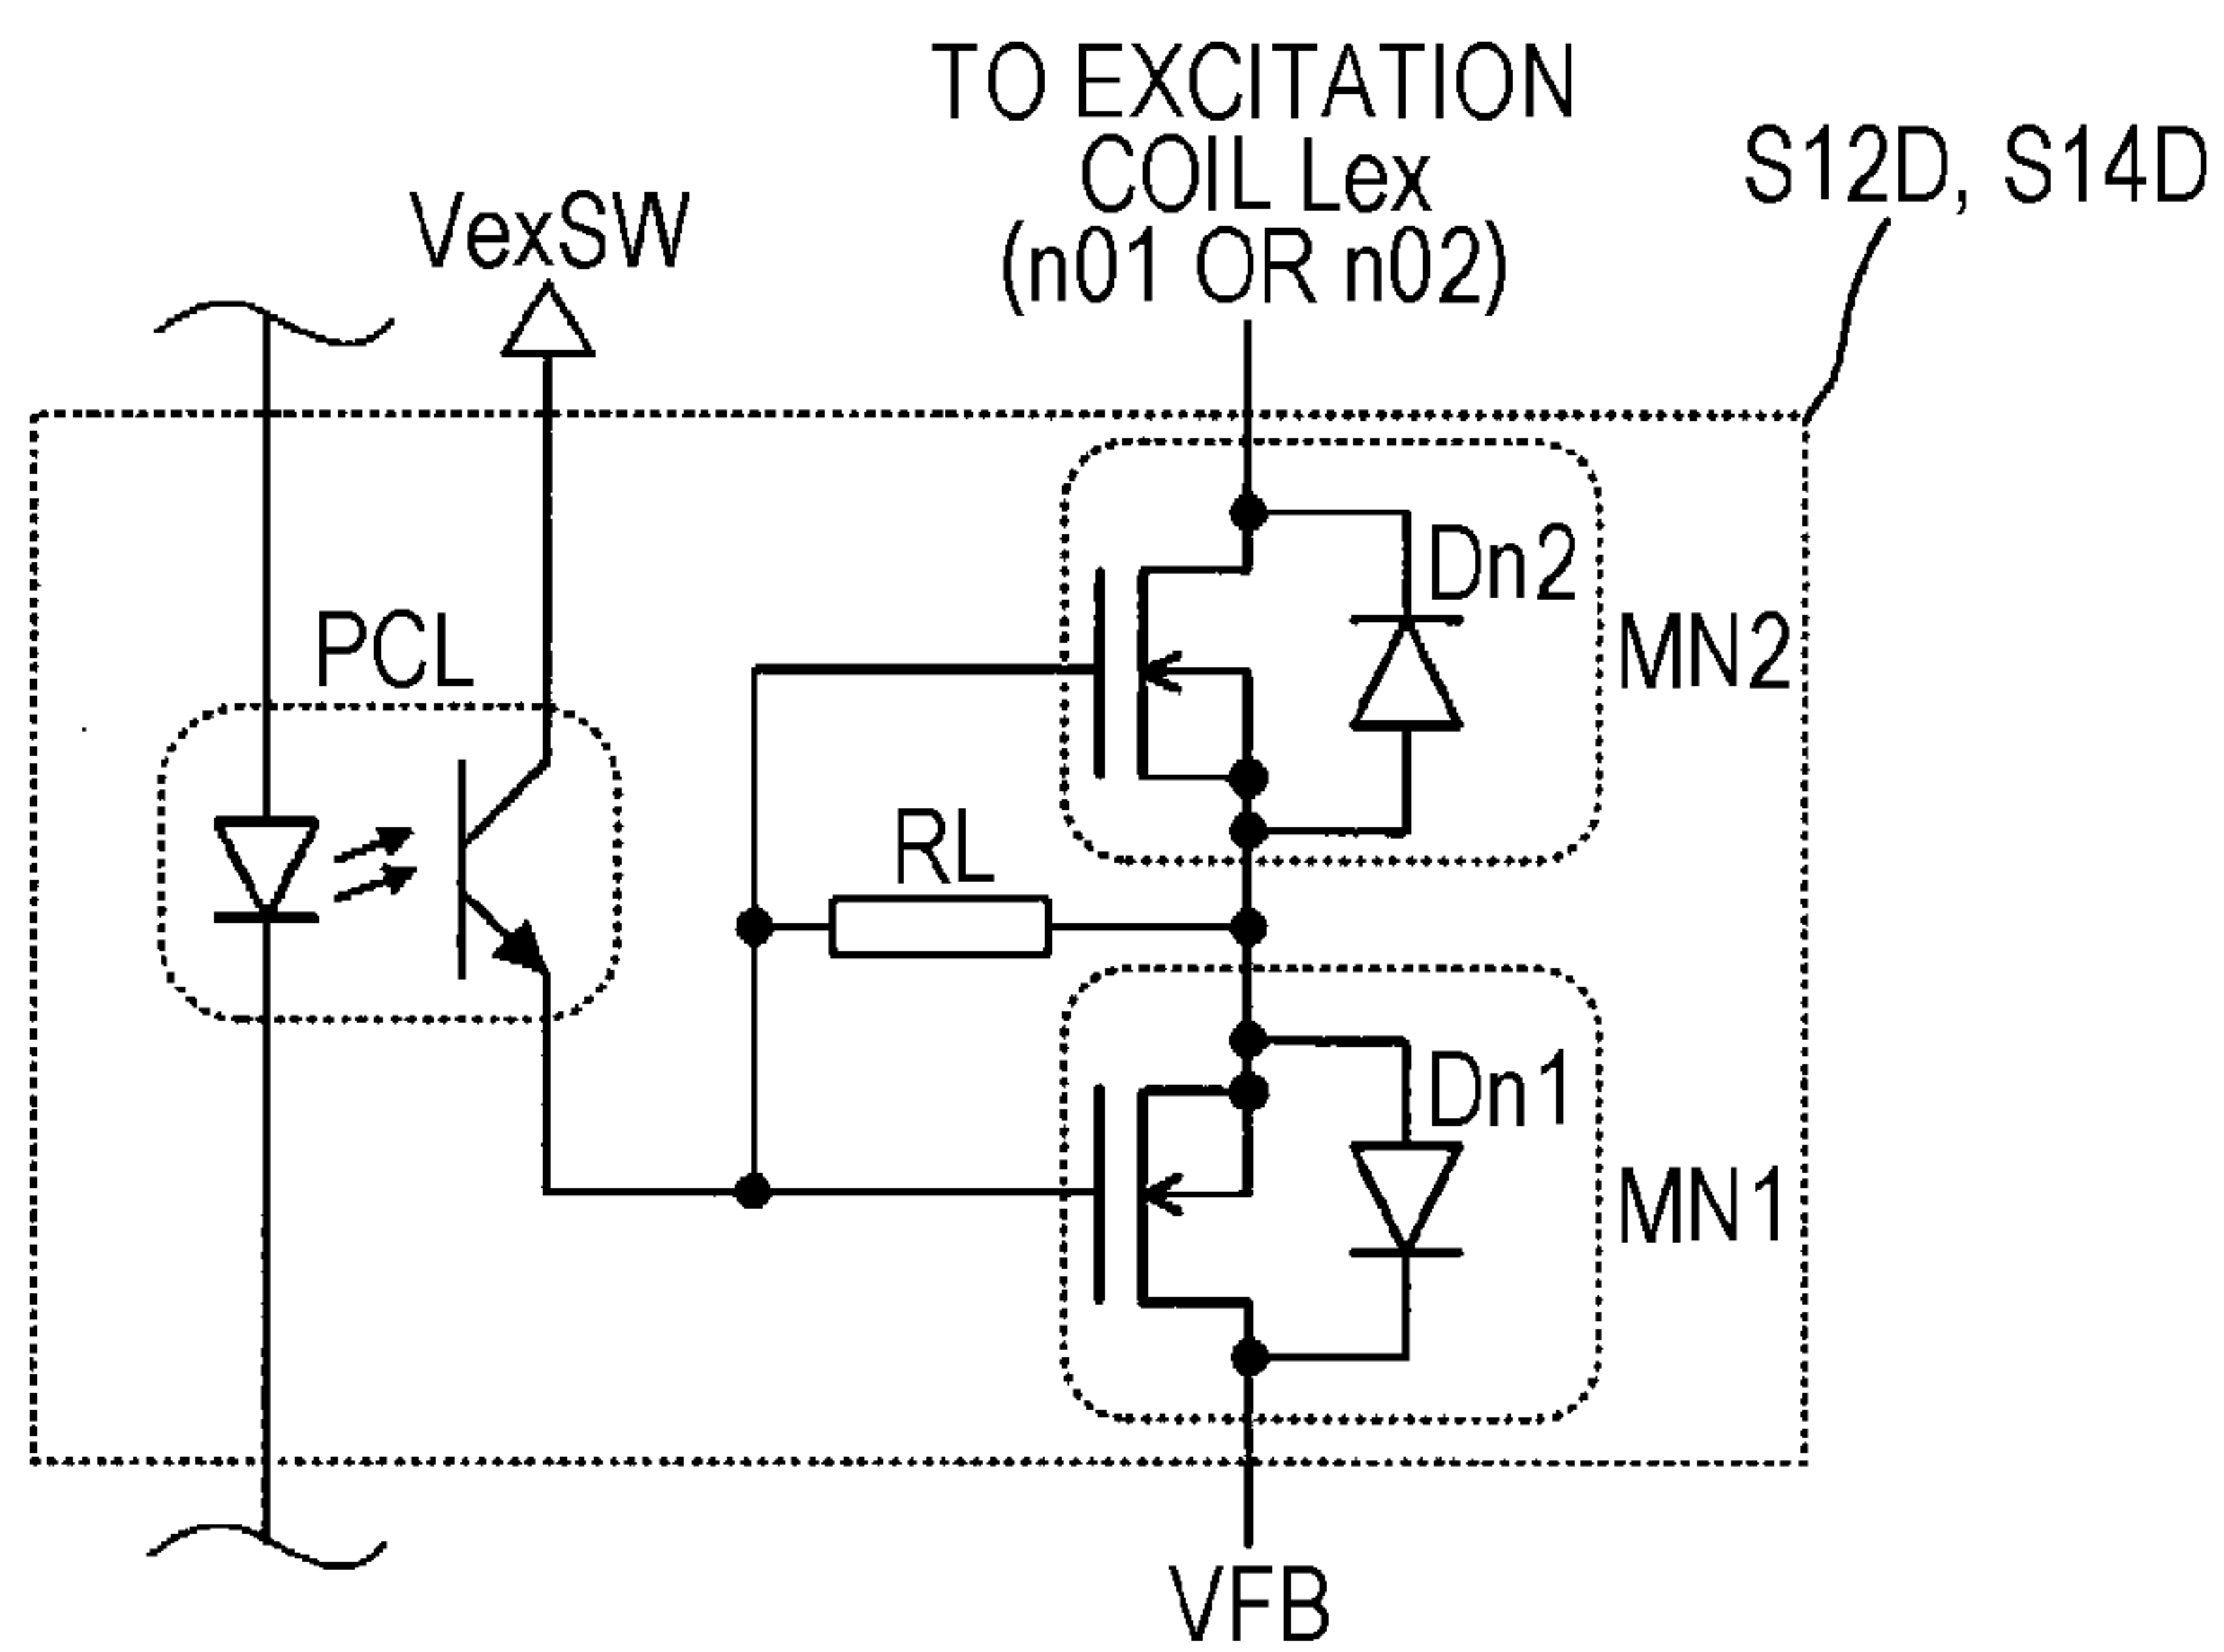 TO EXCITATION
COIL Lex
(n01 OR n02)
S12D, S14D
VexSW
Dn2
MN2
PCL
RL
Dn1
MN1
VFB